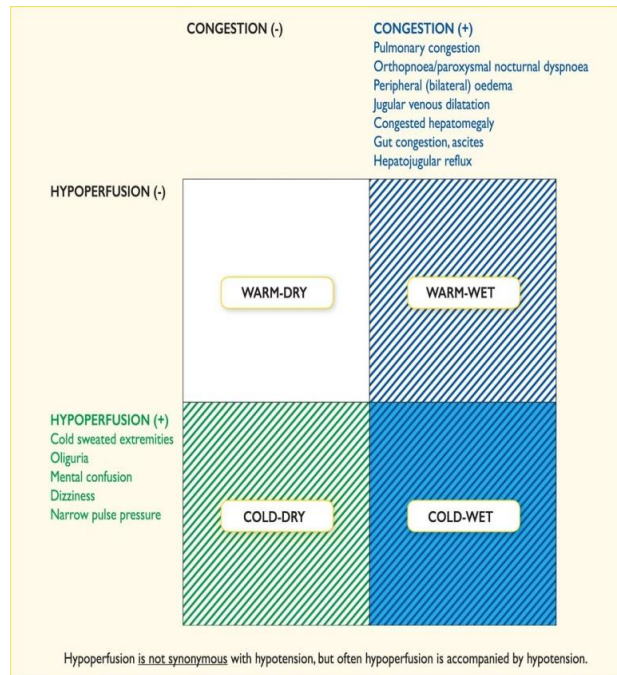 CONGESTION (-)
CONGESTION (+)
Pulmonary congestion
Orthopnoea/paroxysmal nocturnal dyspnoea
Peripheral (bilateral) oedema
Jugular venous dilatation
Congested hepatomegaly
Gut congestion, ascites
Hepatojugular reflux
HYPOPERFUSION (-)
WARM-DRY
WARM-WET
HYPOPERFUSION (+)
Cold sweated extremities
Oliguria
Mental confusion
Dizziness
Narrow pulse pressure
COLD-DRY
COLD-WET
Hypoperfusion is not synonymous with hypotension, but often hypoperfusion is accompanied by hypotension.